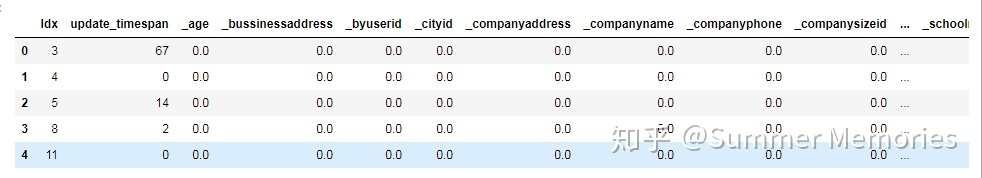 Idx update_timespan _age _bussinessaddress _byuserid _cityid _companyaddress _companyname _companyphone _companysizeid ...
0 3 67 0.0 0.0 0.0 0.0 0.0 0.0 0.0 0.0 ...
1 4 0 0.0 0.0 0.0 0.0 0.0 0.0 0.0 0.0 ...
2 5 14 0.0 0.0 0.0 0.0 0.0 0.0 0.0 0.0 ...
3 8 2 0.0 0.0 0.0 0.0 0.0 0.0 0.0 0.0 ...
4 11 0 0.0 0.0 0.0 0.0 0.0 0.0 0.0 0.0 ...
知乎 @Summer Memories